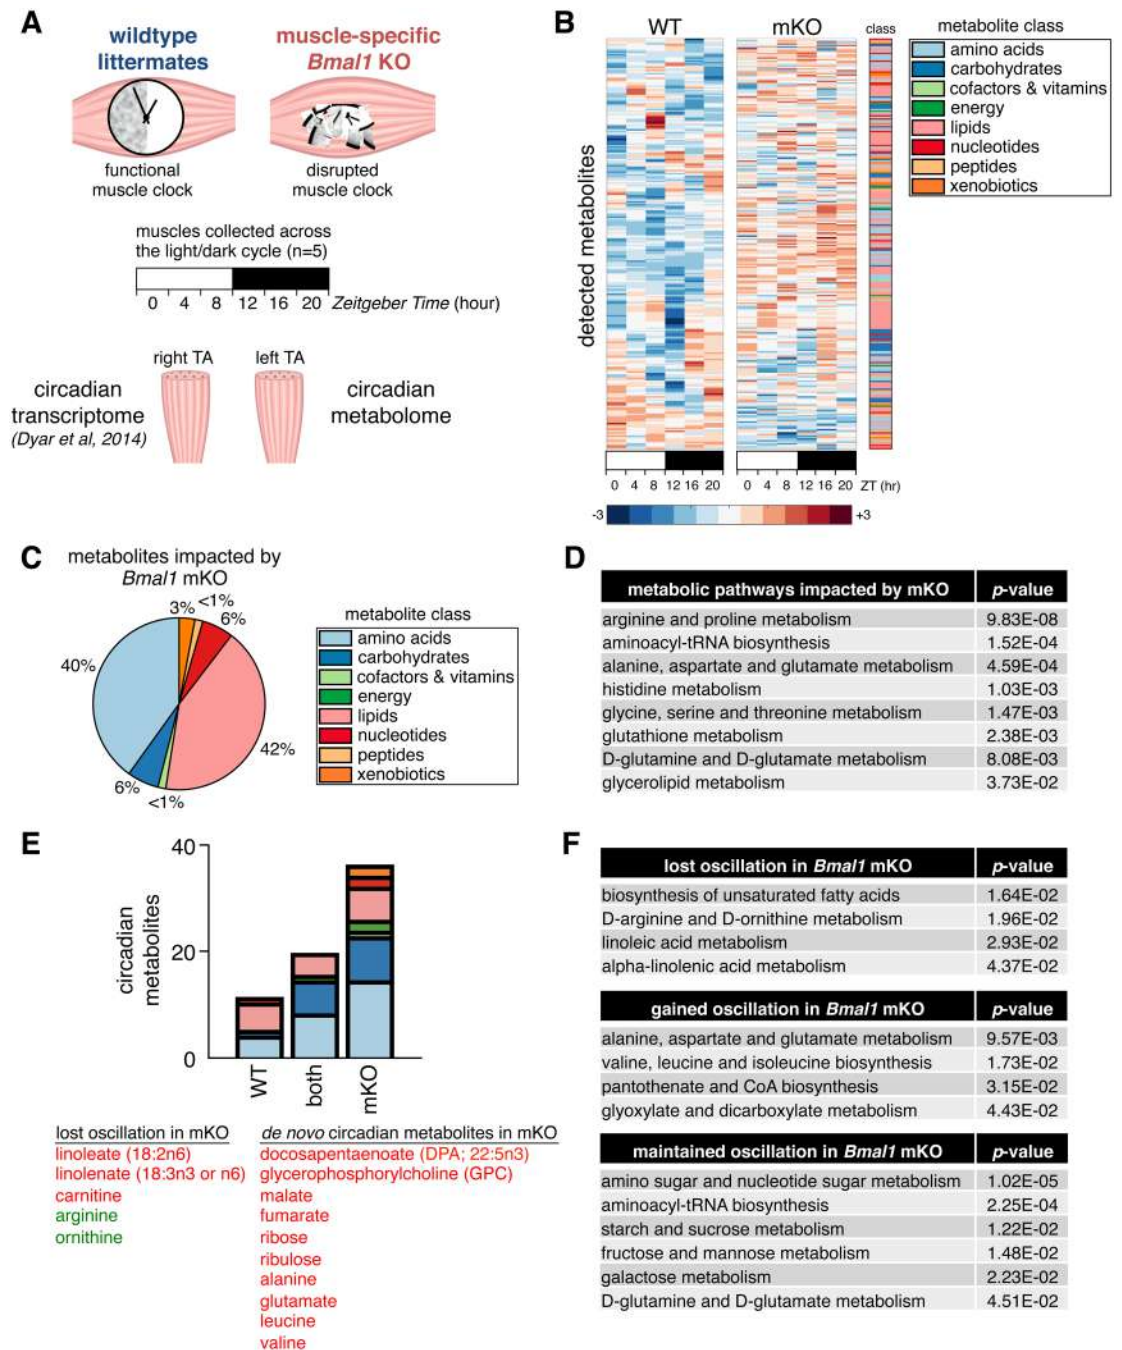 A
wildtype
littermates
muscle-specific
Bmal1 KO
functional
muscle clock
disrupted
muscle clock
muscles collected across
the light/dark cycle (n=5)
0 4 8 12 16 20 Zeitgeber Time (hour)
right TA
left TA
circadian
transcriptome
(Dyar et al, 2014)
circadian
metabolome
B
WT
mKO
class
metabolite class
amino acids
carbohydrates
cofactors & vitamins
energy
lipids
nucleotides
peptides
xenobiotics
detected metabolites
0 4 8 12 16 20
0 4 8 12 16 20
ZT (hr)
-3
+3
C
metabolites impacted by
Bmal1 mKO
3%
<1%
6%
40%
42%
6%
<1%
metabolite class
amino acids
carbohydrates
cofactors & vitamins
energy
lipids
nucleotides
peptides
xenobiotics
D
metabolic pathways impacted by mKO p-value
arginine and proline metabolism 9.83E-08
aminoacyl-tRNA biosynthesis 1.52E-04
alanine, aspartate and glutamate metabolism 4.59E-04
histidine metabolism 1.03E-03
glycine, serine and threonine metabolism 1.47E-03
glutathione metabolism 2.38E-03
D-glutamine and D-glutamate metabolism 8.08E-03
glycerolipid metabolism 3.73E-02
E
40
20
0
circadian
metabolites
WT
both
mKO
lost oscillation in mKO
linoleate (18:2n6)
linolenate (18:3n3 or n6)
carnitine
arginine
ornithine
de novo circadian metabolites in mKO
docosapentaenoate (DPA; 22:5n3)
glycerophosphorylcholine (GPC)
malate
fumarate
ribose
ribulose
alanine
glutamate
leucine
valine
F
lost oscillation in Bmal1 mKO p-value
biosynthesis of unsaturated fatty acids 1.64E-02
D-arginine and D-ornithine metabolism 1.96E-02
linoleic acid metabolism 2.93E-02
alpha-linolenic acid metabolism 4.37E-02
gained oscillation in Bmal1 mKO p-value
alanine, aspartate and glutamate metabolism 9.57E-03
valine, leucine and isoleucine biosynthesis 1.73E-02
pantothenate and CoA biosynthesis 3.15E-02
glyoxylate and dicarboxylate metabolism 4.43E-02
maintained oscillation in Bmal1 mKO p-value
amino sugar and nucleotide sugar metabolism 1.02E-05
aminoacyl-tRNA biosynthesis 2.25E-04
starch and sucrose metabolism 1.22E-02
fructose and mannose metabolism 1.48E-02
galactose metabolism 2.23E-02
D-glutamine and D-glutamate metabolism 4.51E-02